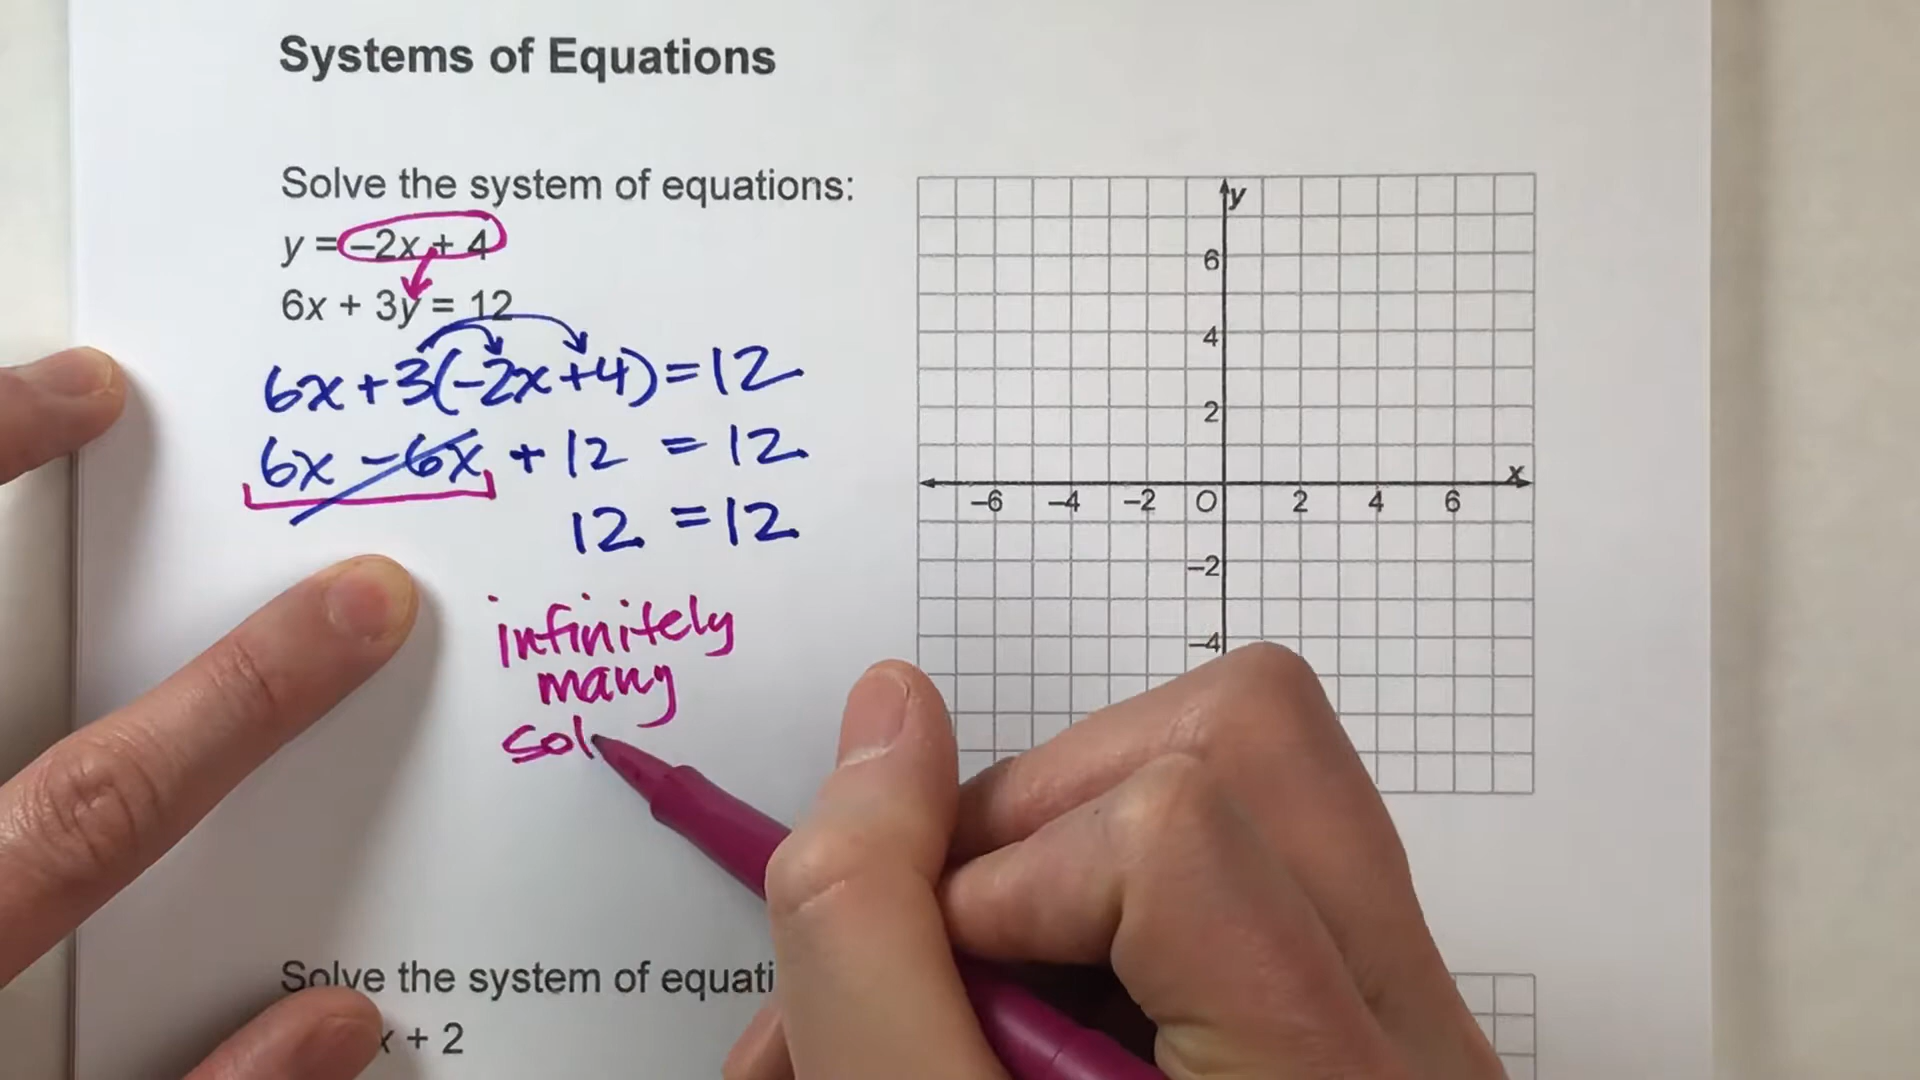 Systems of Equations
Solve the system of equations:
y = −2x + 4
6x + 3y = 12
6x + 3(−2x + 4) = 12
6x − 6x + 12 = 12
12 = 12
infinitely
many
sol
y
6
4
2
−6 −4 −2 O 2 4 6 x
−2
−4
Solve the system of equati
x + 2